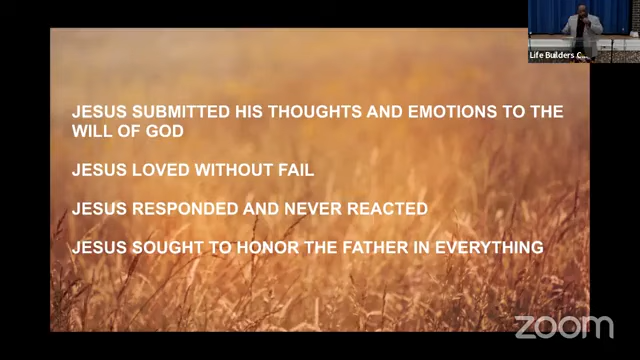 Life Builders C...
JESUS SUBMITTED HIS THOUGHTS AND EMOTIONS TO THE
WILL OF GOD
JESUS LOVED WITHOUT FAIL
JESUS RESPONDED AND NEVER REACTED
JESUS SOUGHT TO HONOR THE FATHER IN EVERYTHING
zoom